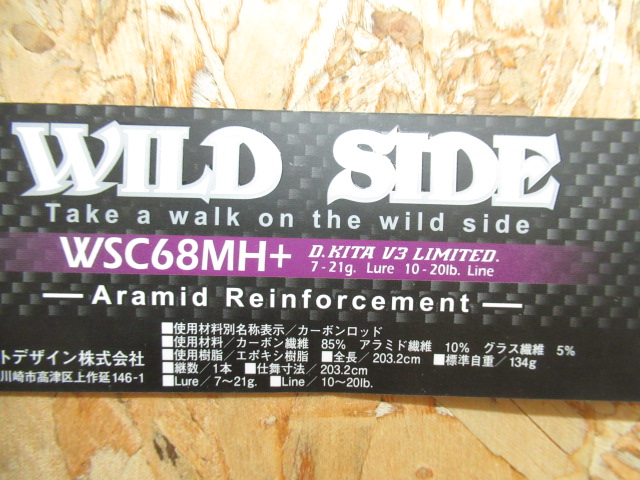 WILD SIDE
Take a walk on the wild side
WSC68MH+ D.KITA V3 LIMITED.
7-21g. Lure 10-20lb. Line
Aramid Reinforcement
■使用材料別名称表示/カーボンロッド
■使用材料/カーボン繊維 85% アラミド繊維 10% グラス繊維 5%
■使用樹脂/エポキシ樹脂 ■全長/203.2cm ■標準自重/134g
■継数/1本 ■仕舞寸法/203.2cm
■Lure/7〜21g. ■Line/10〜20lb.
トデザイン株式会社
川崎市高津区上作延146-1